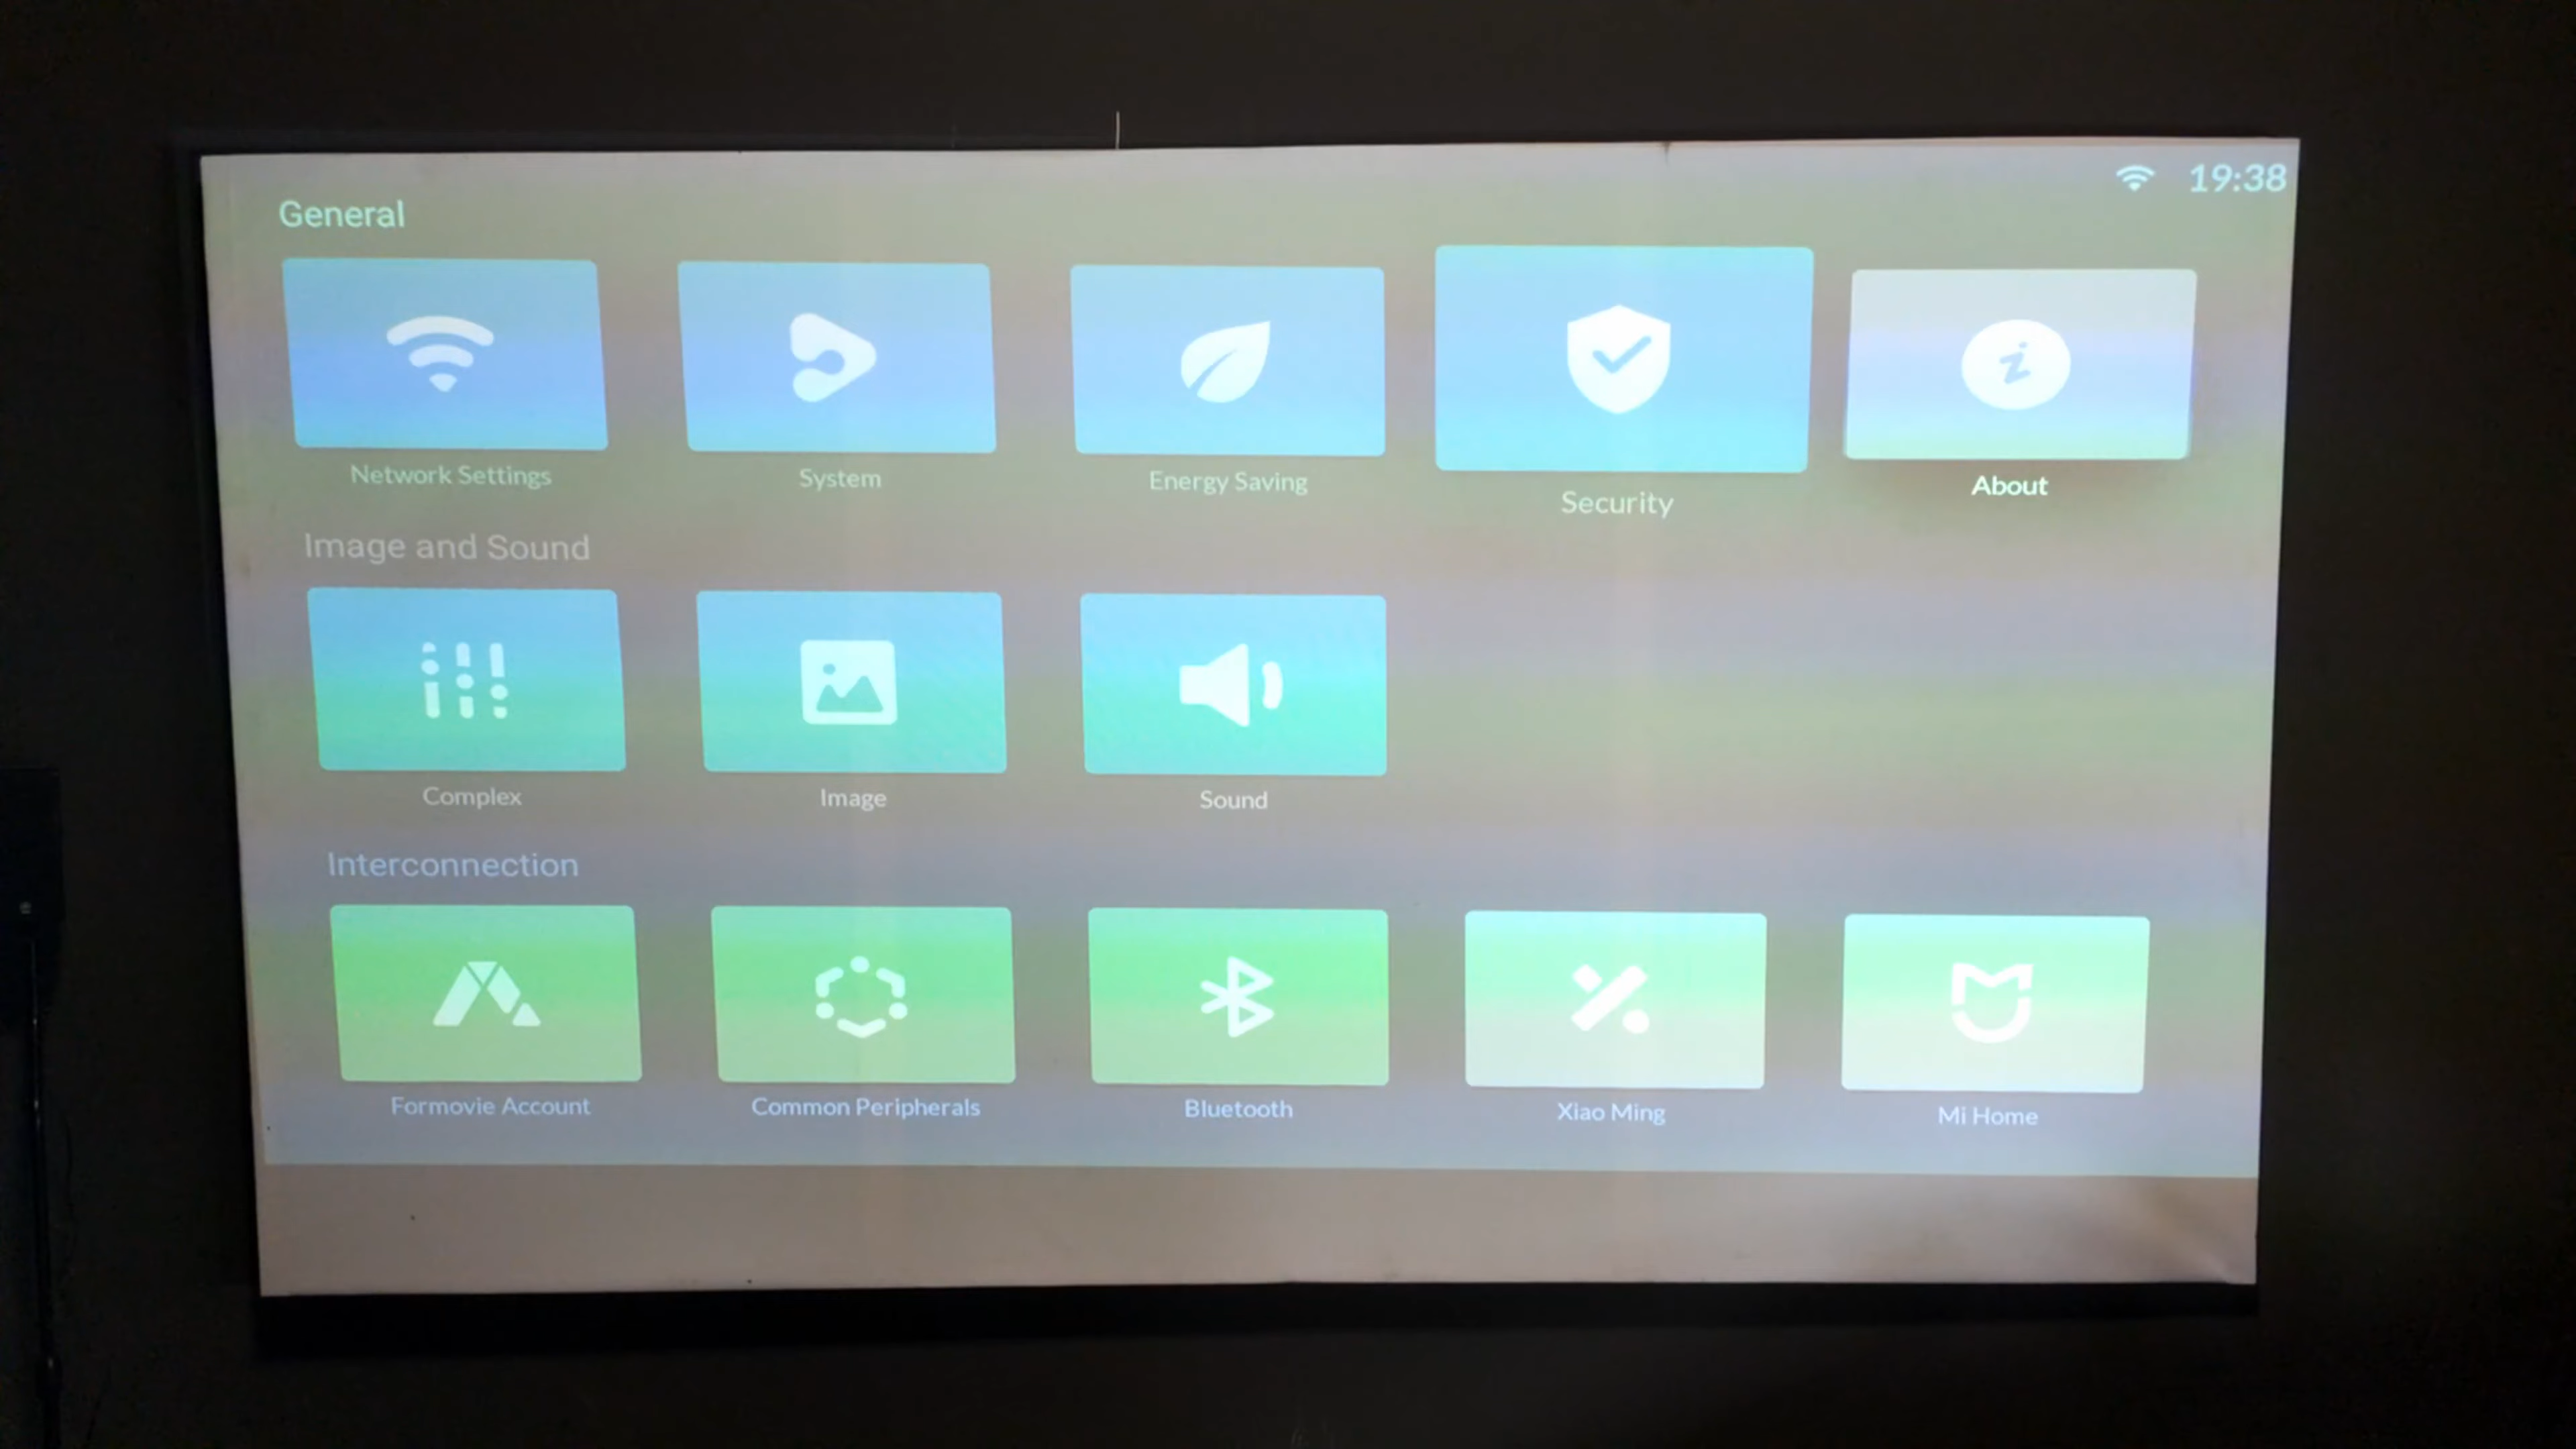 19:38
General
Network Settings
System
Energy Saving
Security
About
Image and Sound
Complex
Image
Sound
Interconnection
Formovie Account
Common Peripherals
Bluetooth
Xiao Ming
Mi Home